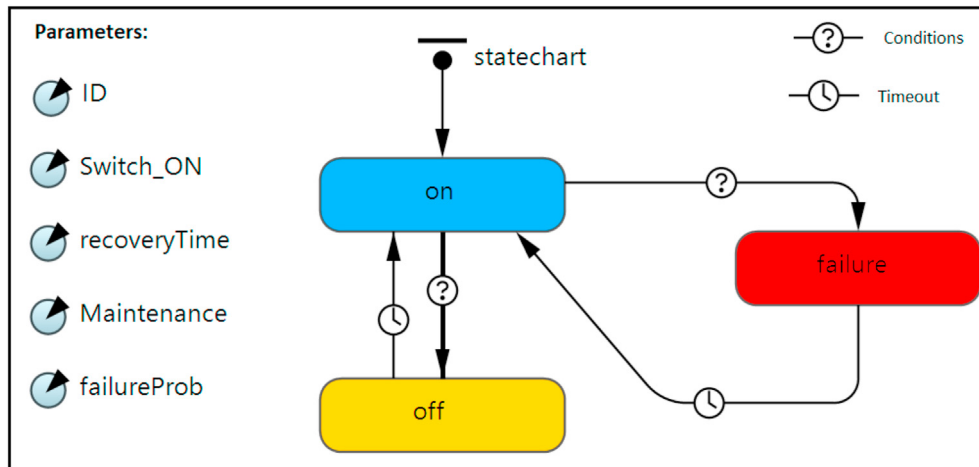 Parameters:
ID
Switch_ON
recoveryTime
Maintenance
failureProb
statechart
? Conditions
Timeout
on
?
?
failure
off